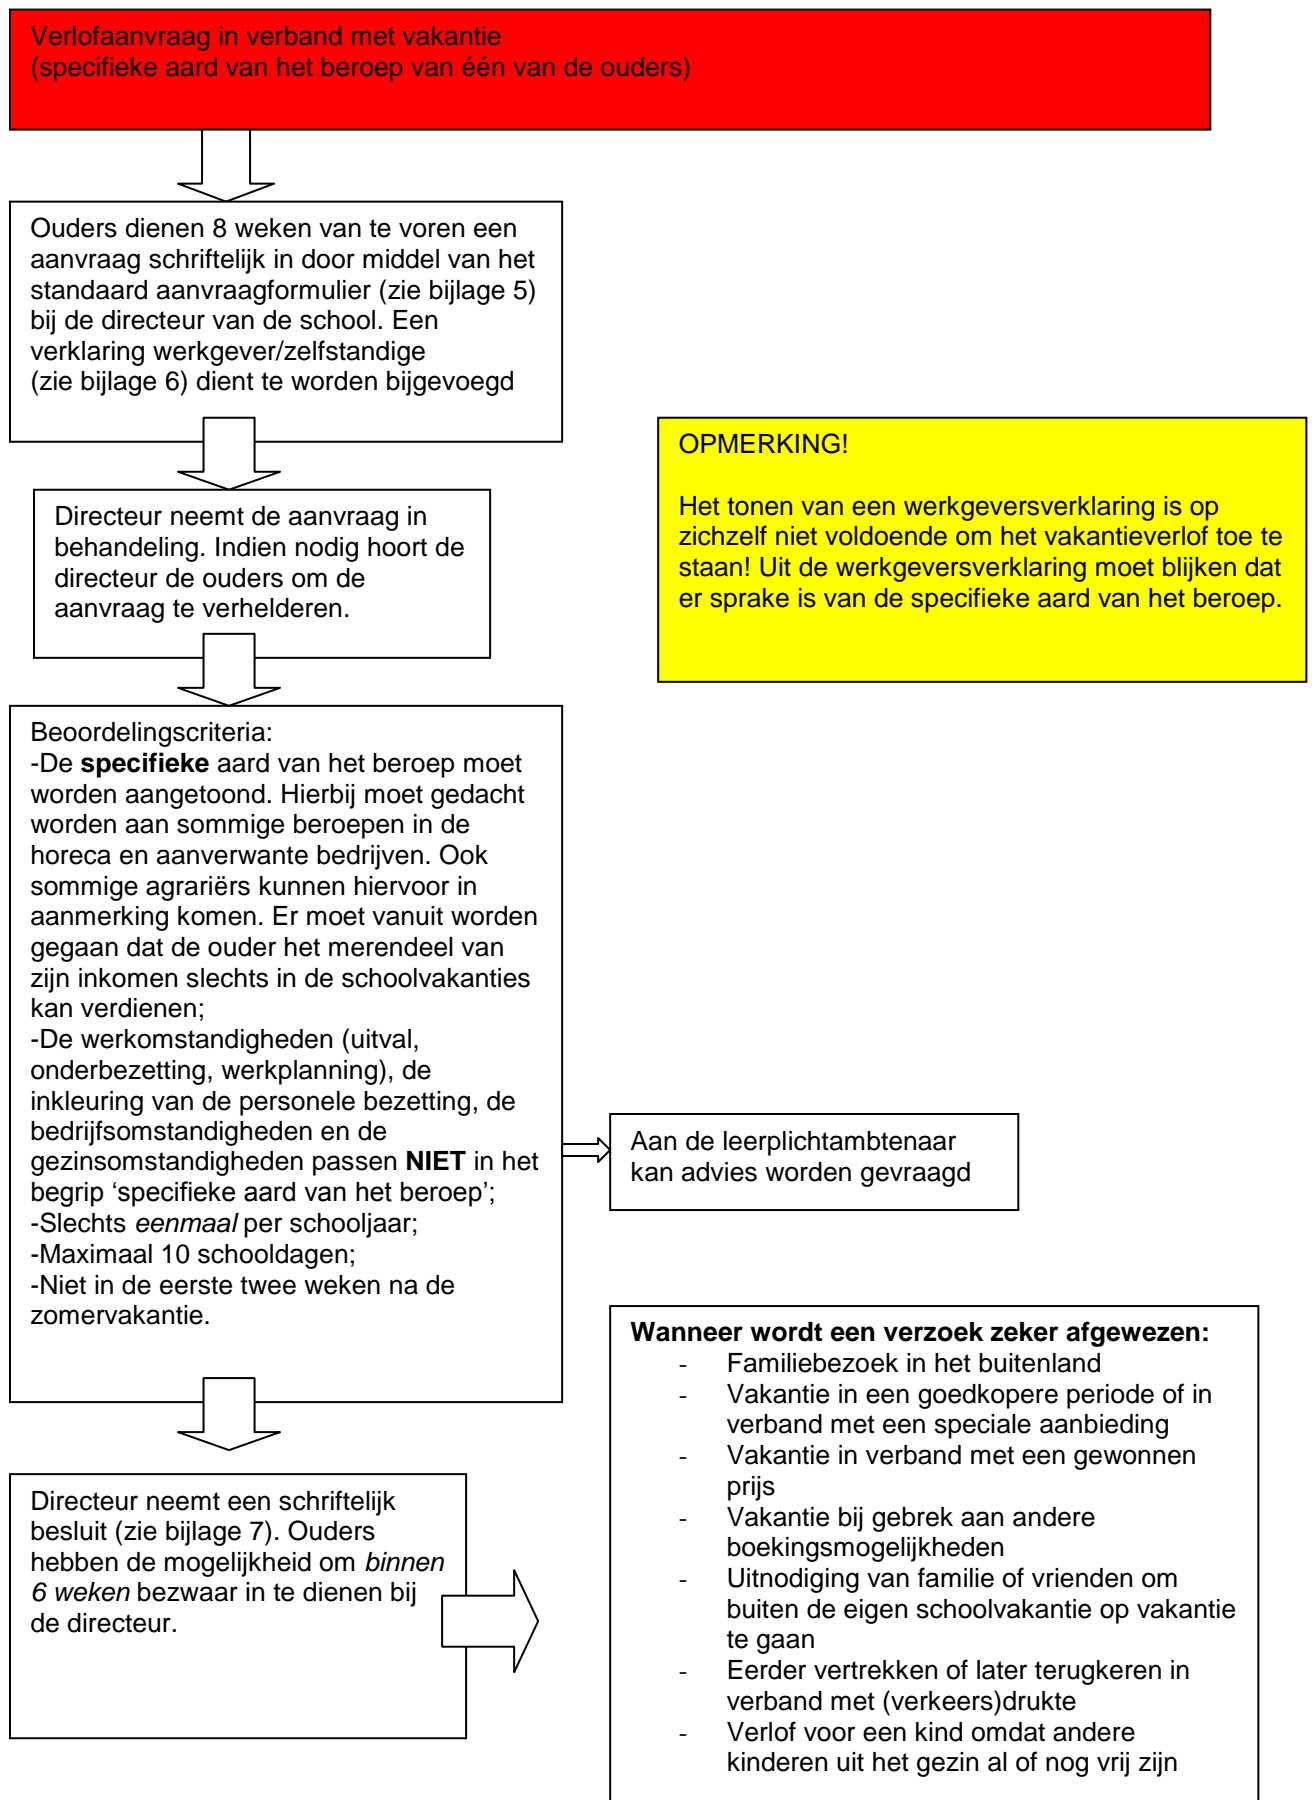 Verlofaanvraag in verband met vakantie
(specifieke aard van het beroep van één van de ouders)
Ouders dienen 8 weken van te voren een
aanvraag schriftelijk in door middel van het
standaard aanvraagformulier (zie bijlage 5)
bij de directeur van de school. Een
verklaring werkgever/zelfstandige
(zie bijlage 6) dient te worden bijgevoegd
OPMERKING!
Het tonen van een werkgeversverklaring is op
zichzelf niet voldoende om het vakantieverlof toe te
staan! Uit de werkgeversverklaring moet blijken dat
er sprake is van de specifieke aard van het beroep.
Directeur neemt de aanvraag in
behandeling. Indien nodig hoort de
directeur de ouders om de
aanvraag te verhelderen.
Beoordelingscriteria:
-De specifieke aard van het beroep moet
worden aangetoond. Hierbij moet gedacht
worden aan sommige beroepen in de
horeca en aanverwante bedrijven. Ook
sommige agrariërs kunnen hiervoor in
aanmerking komen. Er moet vanuit worden
gegaan dat de ouder het merendeel van
zijn inkomen slechts in de schoolvakanties
kan verdienen;
-De werkomstandigheden (uitval,
onderbezetting, werkplanning), de
inkleuring van de personele bezetting, de
bedrijfsomstandigheden en de
gezinsomstandigheden passen NIET in het
begrip ‘specifieke aard van het beroep’;
-Slechts eenmaal per schooljaar;
-Maximaal 10 schooldagen;
-Niet in de eerste twee weken na de
zomervakantie.
Aan de leerplichtambtenaar
kan advies worden gevraagd
Directeur neemt een schriftelijk
besluit (zie bijlage 7). Ouders
hebben de mogelijkheid om binnen
6 weken bezwaar in te dienen bij
de directeur.
Wanneer wordt een verzoek zeker afgewezen:
- Familiebezoek in het buitenland
- Vakantie in een goedkopere periode of in
verband met een speciale aanbieding
- Vakantie in verband met een gewonnen
prijs
- Vakantie bij gebrek aan andere
boekingsmogelijkheden
- Uitnodiging van familie of vrienden om
buiten de eigen schoolvakantie op vakantie
te gaan
- Eerder vertrekken of later terugkeren in
verband met (verkeers)drukte
- Verlof voor een kind omdat andere
kinderen uit het gezin al of nog vrij zijn